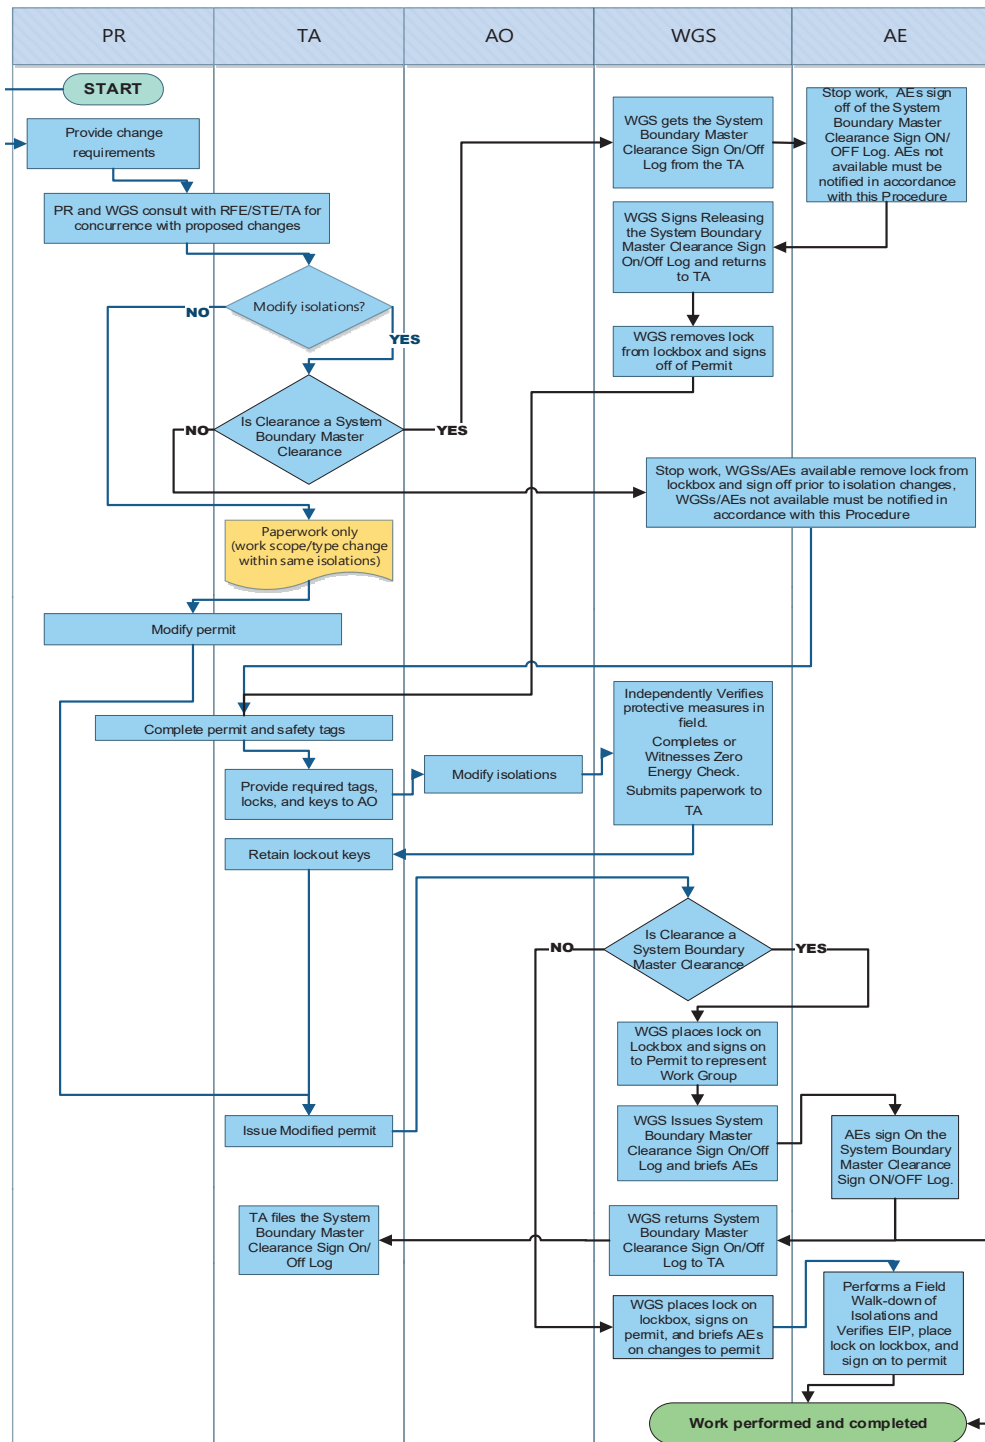 PR
TA
AO
WGS
AE
START
Provide change
requirements
PR and WGS consult with RFE/STE/TA for
concurrence with proposed changes
Modify isolations?
NO
YES
Is Clearance a System
Boundary Master
Clearance
NO
YES
WGS gets the System
Boundary Master
Clearance Sign On/Off
Log from the TA
Stop work, AEs sign
off of the System
Boundary Master
Clearance Sign ON/
OFF Log. AEs not
available must be
notified in accordance
with this Procedure
WGS Signs Releasing
the System Boundary
Master Clearance Sign
On/Off Log and returns
to TA
WGS removes lock
from lockbox and signs
off of Permit
Stop work, WGSs/AEs available remove lock from
lockbox and sign off prior to isolation changes,
WGSs/AEs not available must be notified in
accordance with this Procedure
Paperwork only
(work scope/type change
within same isolations)
Modify permit
Complete permit and safety tags
Provide required tags,
locks, and keys to AO
Modify isolations
Independently Verifies
protective measures in
field.
Completes or
Witnesses Zero
Energy Check.
Submits paperwork to
TA
Retain lockout keys
Is Clearance a
System Boundary
Master Clearance
NO
YES
WGS places lock on
Lockbox and signs on
to Permit to represent
Work Group
Issue Modified permit
WGS Issues System
Boundary Master
Clearance Sign On/Off
Log and briefs AEs
AEs sign On the
System Boundary
Master Clearance
Sign ON/OFF Log.
TA files the System
Boundary Master
Clearance Sign On/
Off Log
WGS returns System
Boundary Master
Clearance Sign On/Off
Log to TA
WGS places lock on
lockbox, signs on
permit, and briefs AEs
on changes to permit
Performs a Field
Walk-down of
Isolations and
Verifies EIP, place
lock on lockbox, and
sign on to permit
Work performed and completed